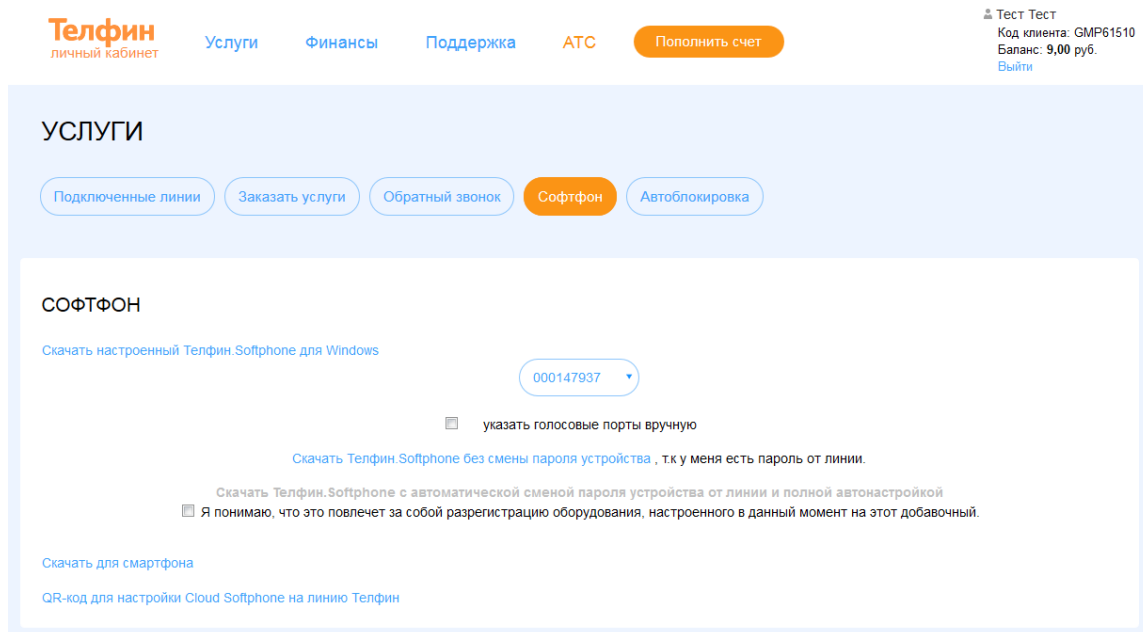 Телфин
личный кабинет
Услуги Финансы Поддержка АТС Пополнить счет
Тест Тест
Код клиента: GMP61510
Баланс: 9,00 руб.
Выйти
УСЛУГИ
Подключенные линии Заказать услуги Обратный звонок Софтфон Автоблокировка
СОФТФОН
Скачать настроенный Телфин.Softphone для Windows
000147937
указать голосовые порты вручную
Скачать Телфин.Softphone без смены пароля устройства , т.к у меня есть пароль от линии.
Скачать Телфин.Softphone с автоматической сменой пароля устройства от линии и полной автонастройкой
Я понимаю, что это повлечет за собой разрегистрацию оборудования, настроенного в данный момент на этот добавочный.
Скачать для смартфона
QR-код для настройки Cloud Softphone на линию Телфин